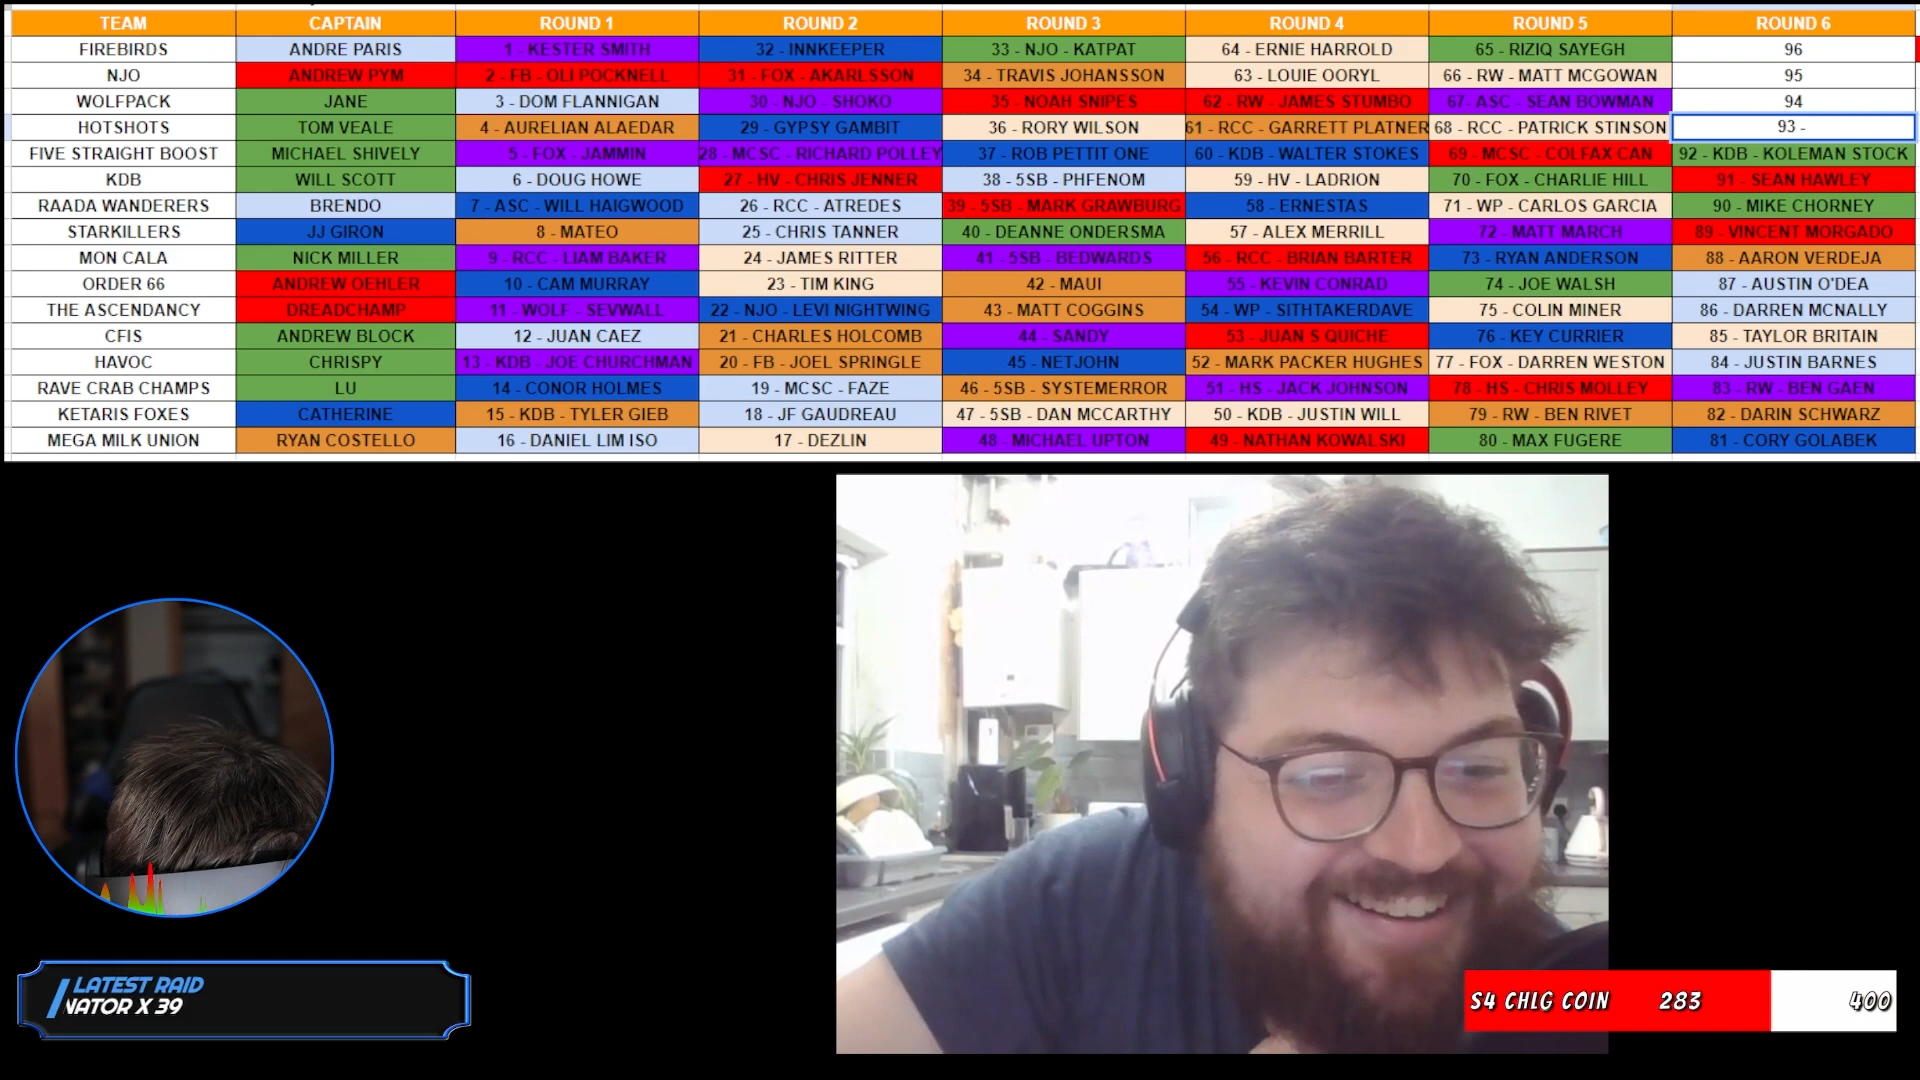 TEAM CAPTAIN ROUND 1 ROUND 2 ROUND 3 ROUND 4 ROUND 5 ROUND 6
FIREBIRDS ANDRE PARIS 1 - KESTER SMITH 32 - INNKEEPER 33 - NJO - KATPAT 64 - ERNIE HARROLD 65 - RIZIQ SAYEGH 96
NJO ANDREW PYM 2 - FB - OLI POCKNELL 31 - FOX - AKARLSSON 34 - TRAVIS JOHANSSON 63 - LOUIE OORYL 66 - RW - MATT MCGOWAN 95
WOLFPACK JANE 3 - DOM FLANNIGAN 30 - NJO - SHOKO 35 - NOAH SNIPES 62 - RW - JAMES STUMBO 67- ASC - SEAN BOWMAN 94
HOTSHOTS TOM VEALE 4 - AURELIAN ALAEDAR 29 - GYPSY GAMBIT 36 - RORY WILSON 61 - RCC - GARRETT PLATNER 68 - RCC - PATRICK STINSON 93 -
FIVE STRAIGHT BOOST MICHAEL SHIVELY 5 - FOX - JAMMIN 28 - MCSC - RICHARD POLLEY 37 - ROB PETTIT ONE 60 - KDB - WALTER STOKES 69 - MCSC - COLFAX CAN 92 - KDB - KOLEMAN STOCK
KDB WILL SCOTT 6 - DOUG HOWE 27 - HV - CHRIS JENNER 38 - 5SB - PHFENOM 59 - HV - LADRION 70 - FOX - CHARLIE HILL 91 - SEAN HAWLEY
RAADA WANDERERS BRENDO 7 - ASC - WILL HAIGWOOD 26 - RCC - ATREDES 39 - 5SB - MARK GRAWBURG 58 - ERNESTAS 71 - WP - CARLOS GARCIA 90 - MIKE CHORNEY
STARKILLERS JJ GIRON 8 - MATEO 25 - CHRIS TANNER 40 - DEANNE ONDERSMA 57 - ALEX MERRILL 72 - MATT MARCH 89 - VINCENT MORGADO
MON CALA NICK MILLER 9 - RCC - LIAM BAKER 24 - JAMES RITTER 41 - 5SB - BEDWARDS 56 - RCC - BRIAN BARTER 73 - RYAN ANDERSON 88 - AARON VERDEJA
ORDER 66 ANDREW OEHLER 10 - CAM MURRAY 23 - TIM KING 42 - MAUI 55 - KEVIN CONRAD 74 - JOE WALSH 87 - AUSTIN O'DEA
THE ASCENDANCY DREADCHAMP 11 - WOLF - SEVWALL 22 - NJO - LEVI NIGHTWING 43 - MATT COGGINS 54 - WP - SITHTAKERDAVE 75 - COLIN MINER 86 - DARREN MCNALLY
CFIS ANDREW BLOCK 12 - JUAN CAEZ 21 - CHARLES HOLCOMB 44 - SANDY 53 - JUAN S QUICHE 76 - KEY CURRIER 85 - TAYLOR BRITAIN
HAVOC CHRISPY 13 - KDB - JOE CHURCHMAN 20 - FB - JOEL SPRINGLE 45 - NETJOHN 52 - MARK PACKER HUGHES 77 - FOX - DARREN WESTON 84 - JUSTIN BARNES
RAVE CRAB CHAMPS LU 14 - CONOR HOLMES 19 - MCSC - FAZE 46 - 5SB - SYSTEMERROR 51 - HS - JACK JOHNSON 78 - HS - CHRIS MOLLEY 83 - RW - BEN GAEN
KETARIS FOXES CATHERINE 15 - KDB - TYLER GIEB 18 - JF GAUDREAU 47 - 5SB - DAN MCCARTHY 50 - KDB - JUSTIN WILL 79 - RW - BEN RIVET 82 - DARIN SCHWARZ
MEGA MILK UNION RYAN COSTELLO 16 - DANIEL LIM ISO 17 - DEZLIN 48 - MICHAEL UPTON 49 - NATHAN KOWALSKI 80 - MAX FUGERE 81 - CORY GOLABEK
LATEST RAID
NATOR X 39
S4 CHLG COIN 283 400